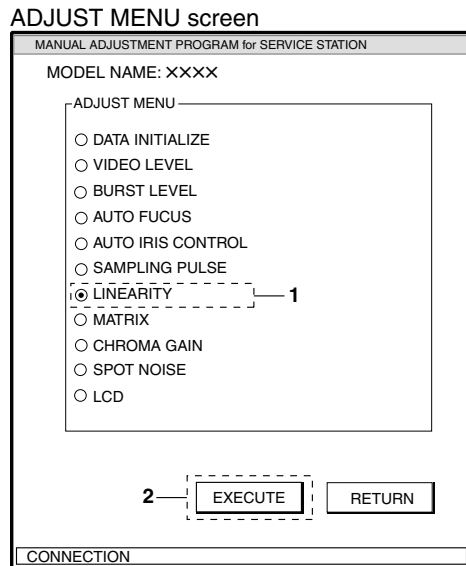 ADJUST MENU screen
MANUAL ADJUSTMENT PROGRAM for SERVICE STATION
MODEL NAME: ××××
ADJUST MENU
DATA INITIALIZE
VIDEO LEVEL
BURST LEVEL
AUTO FUCUS
AUTO IRIS CONTROL
SAMPLING PULSE
LINEARITY 1
MATRIX
CHROMA GAIN
SPOT NOISE
LCD
2 EXECUTE RETURN
CONNECTION